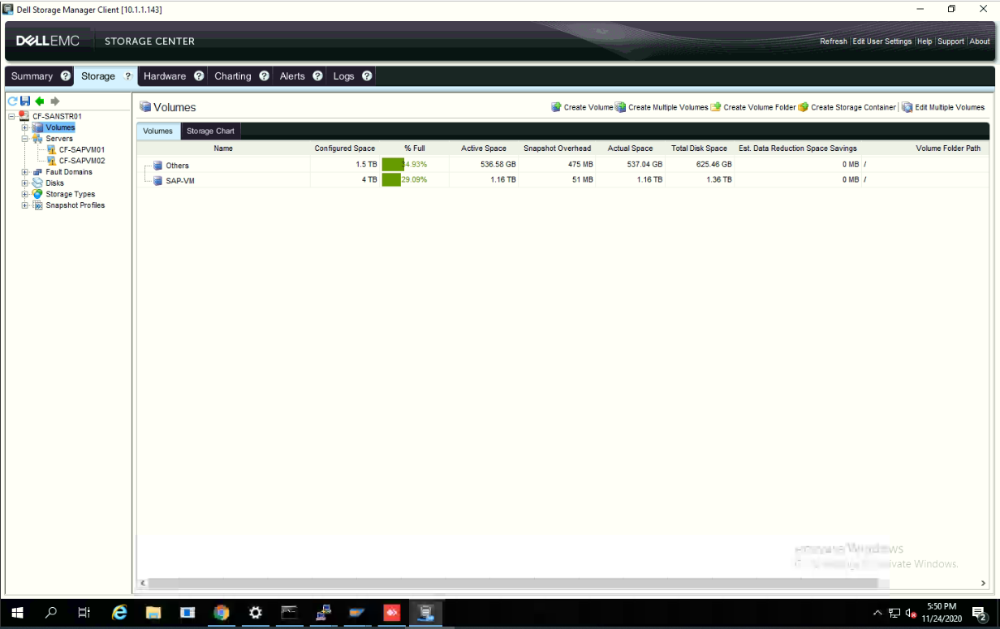 Dell Storage Manager Client [10.1.1.143]
DELLEMC STORAGE CENTER
Refresh Edit User Settings Help Support About
Summary ? Storage ? Hardware ? Charting ? Alerts ? Logs ?
CF-SANSTR01
Volumes
Servers
CF-SAPVM01
CF-SAPVM02
Fault Domains
Disks
Storage Types
Snapshot Profiles
Volumes
Create Volume Create Multiple Volumes Create Volume Folder Create Storage Container Edit Multiple Volumes
Volumes Storage Chart
Name Configured Space % Full Active Space Snapshot Overhead Actual Space Total Disk Space Est. Data Reduction Space Savings Volume Folder Path
Others 1.5 TB 34.93% 536.58 GB 475 MB 537.04 GB 625.46 GB 0 MB /
SAP-VM 4 TB 29.09% 1.16 TB 51 MB 1.16 TB 1.36 TB 0 MB /
Windows
Windows.
5:50 PM
11/24/2020
2